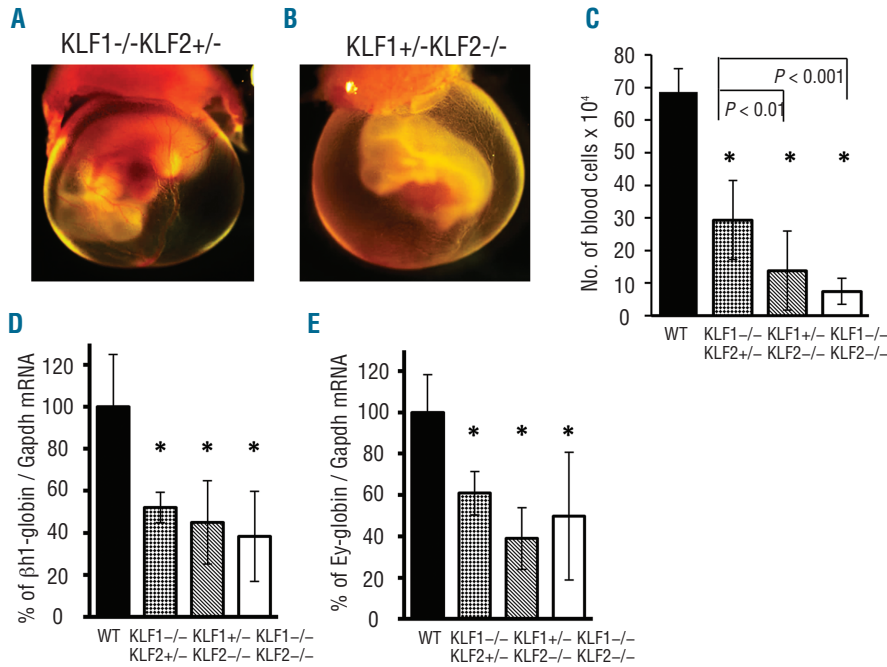 A
KLF1-/-KLF2+/-
B
KLF1+/-KLF2-/-
C
No. of blood cells x 10⁴
80
70
60
50
40
30
20
10
0
P < 0.001
P < 0.01
*
*
*
WT
KLF1−/− KLF1+/− KLF1−/−
KLF2+/− KLF2−/− KLF2−/−
D
% of βh1-globin / Gapdh mRNA
120
100
80
60
40
20
0
*
*
*
WT
KLF1−/− KLF1+/− KLF1−/−
KLF2+/− KLF2−/− KLF2−/−
E
% of Ey-globin / Gapdh mRNA
120
100
80
60
40
20
0
*
*
*
WT
KLF1−/− KLF1+/− KLF1−/−
KLF2+/− KLF2−/− KLF2−/−